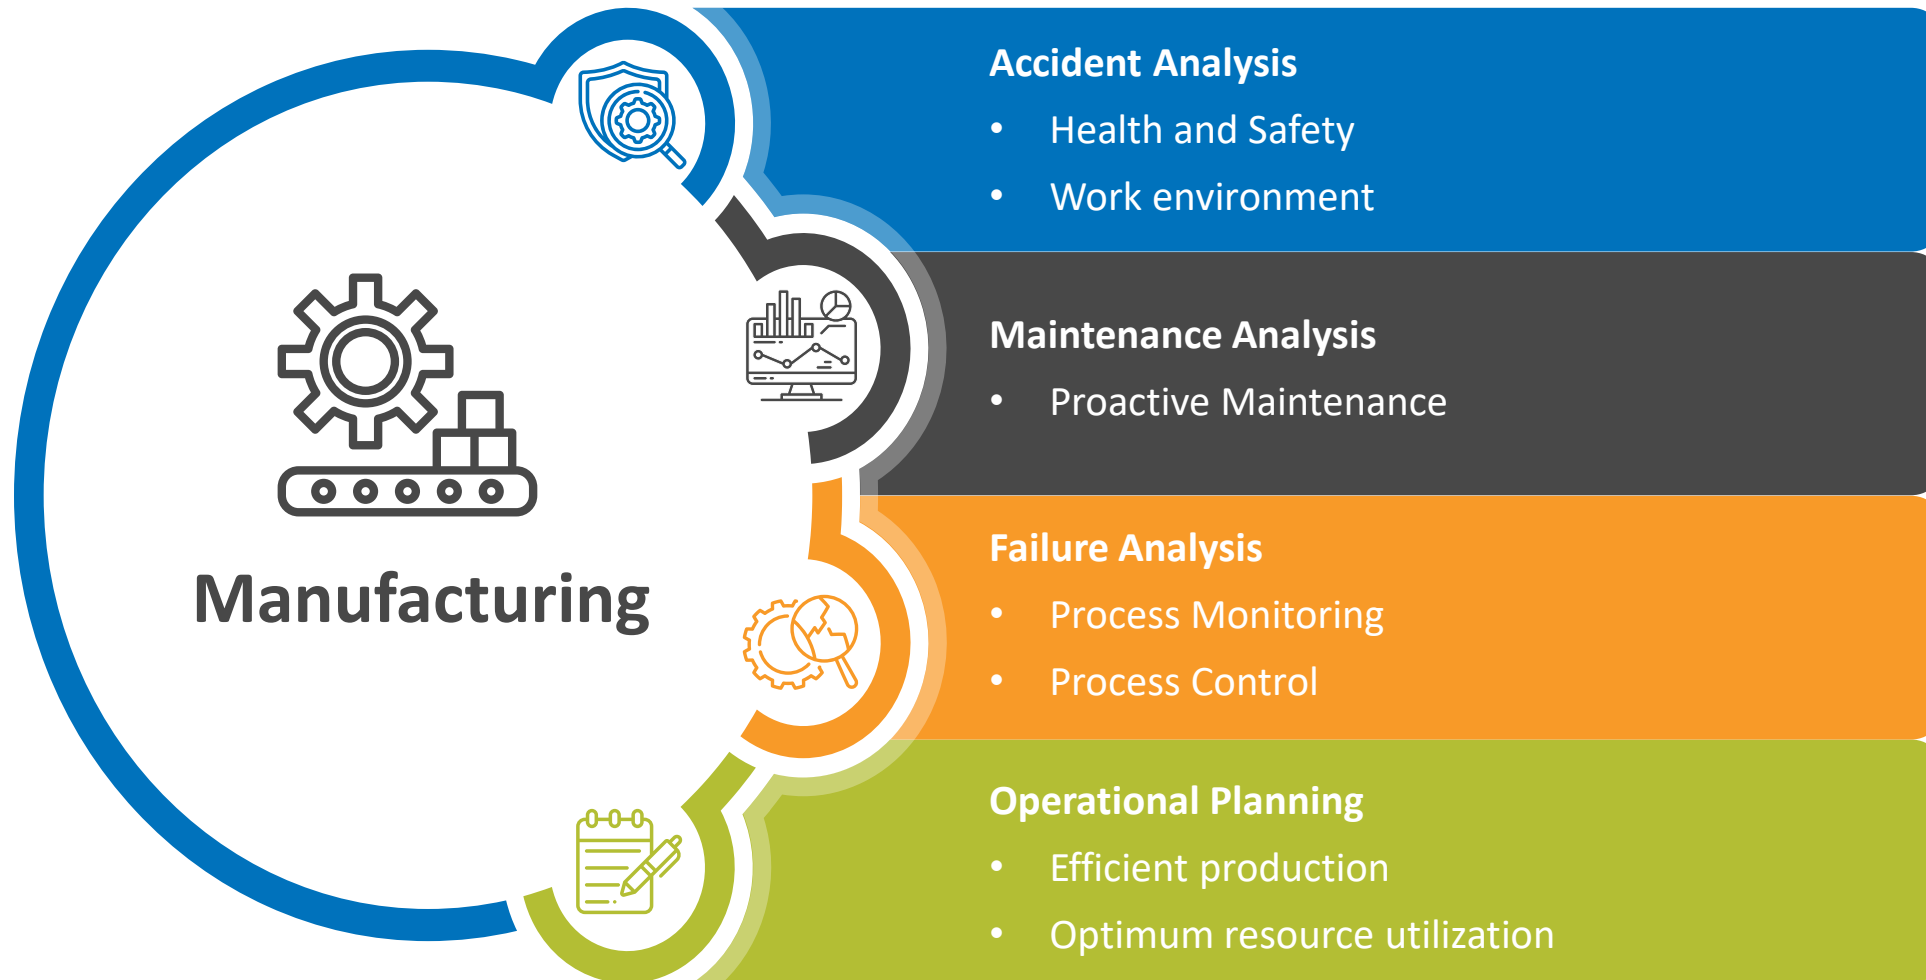 Manufacturing
Accident Analysis
• Health and Safety
• Work environment
Maintenance Analysis
• Proactive Maintenance
Failure Analysis
• Process Monitoring
• Process Control
Operational Planning
• Efficient production
• Optimum resource utilization